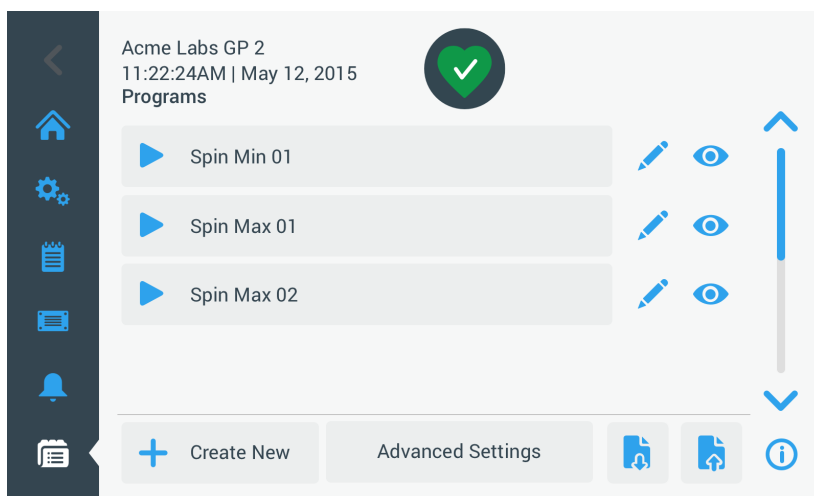 Acme Labs GP 2
11:22:24AM | May 12, 2015
Programs
Spin Min 01
Spin Max 01
Spin Max 02
Create New
Advanced Settings